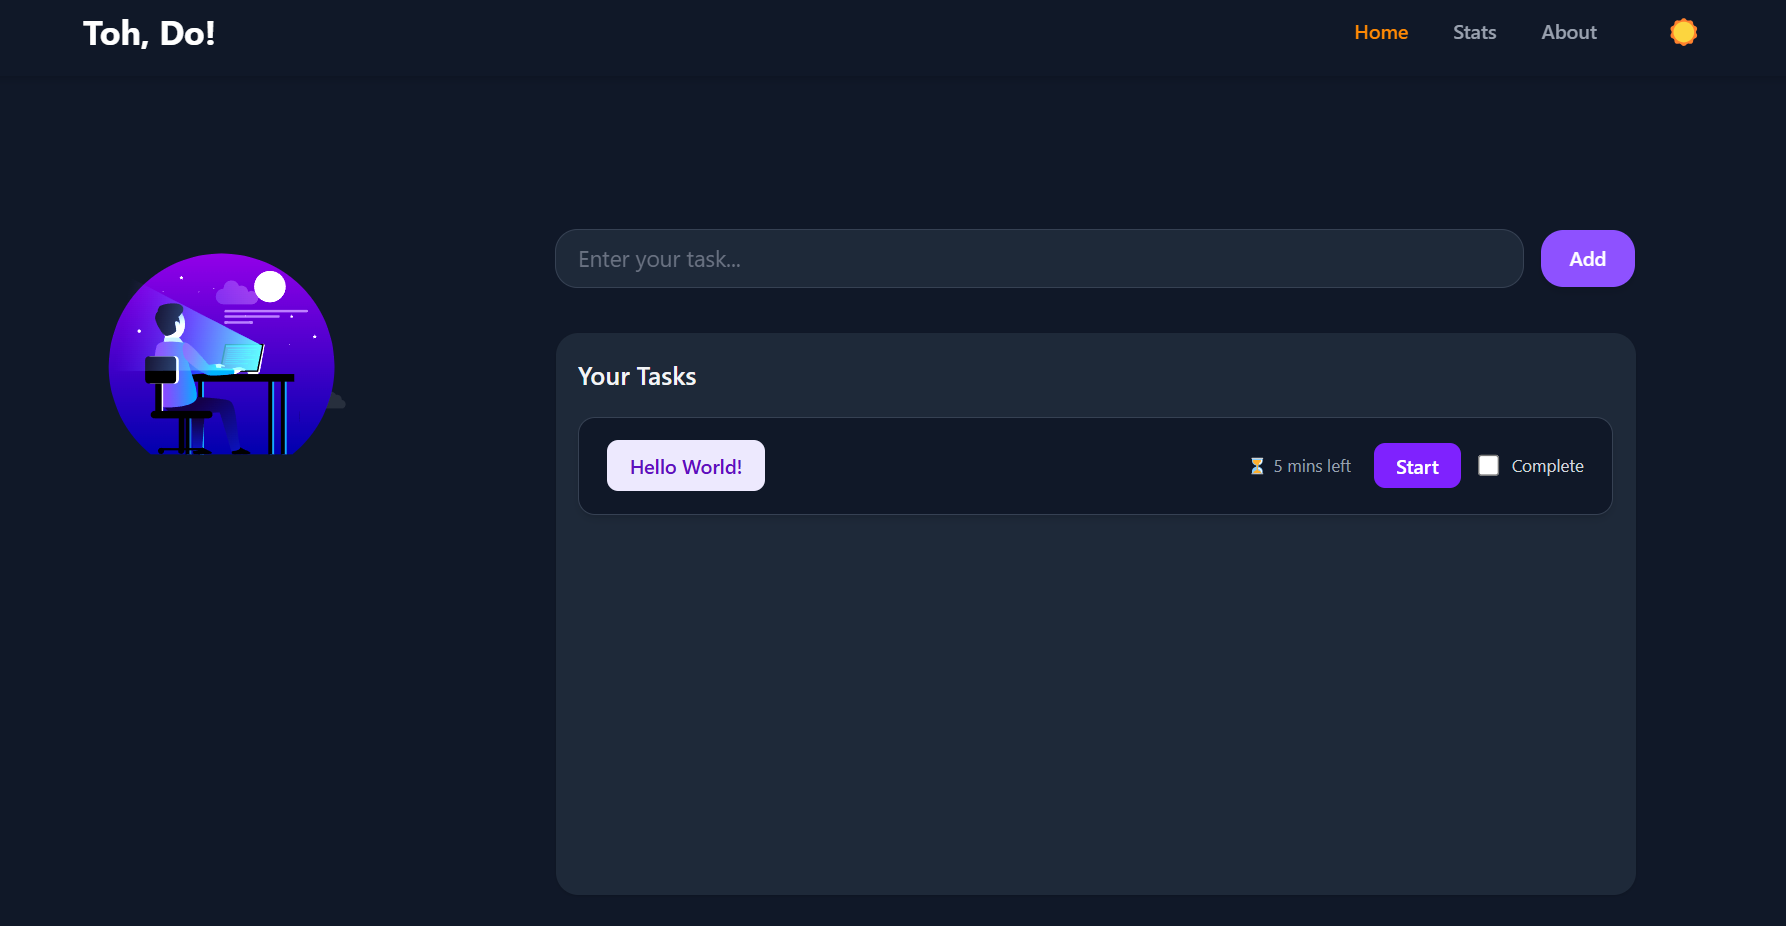 Toh, Do!
Home Stats About
Enter your task...
Add
Your Tasks
Hello World!
⏳ 5 mins left
Start
Complete